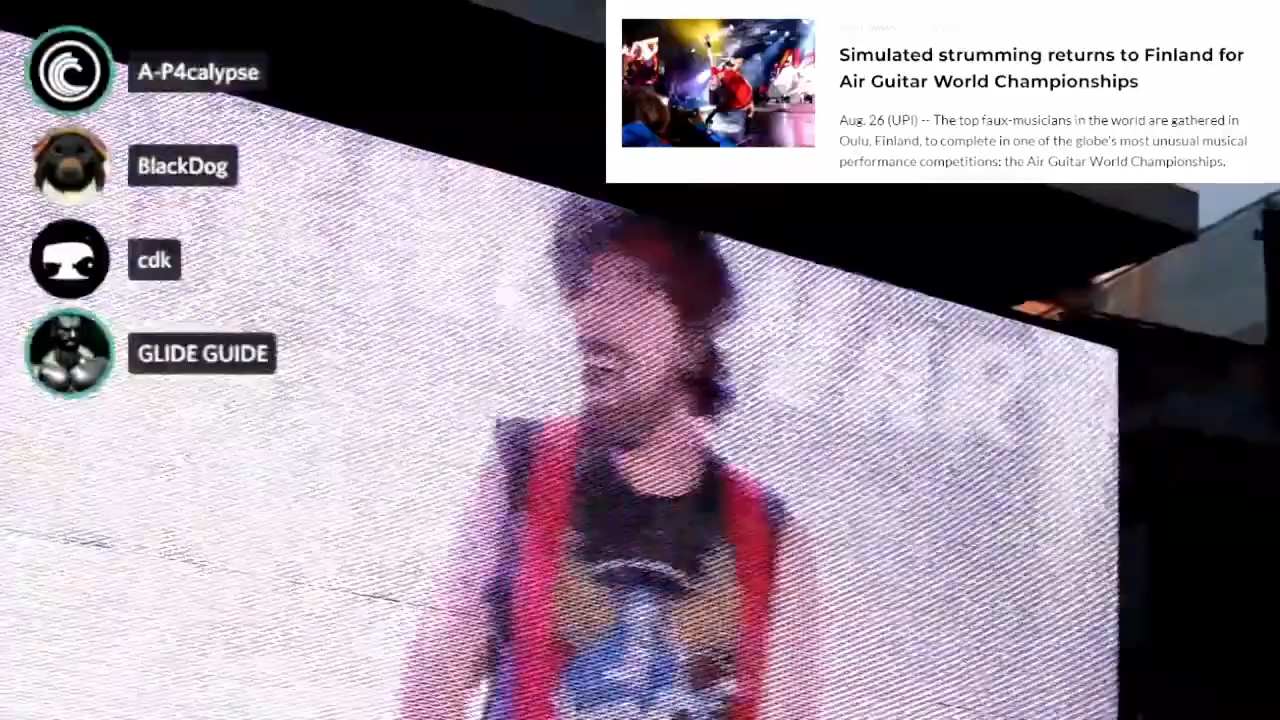 A-P4calypse
BlackDog
cdk
GLIDE GUIDE
Simulated strumming returns to Finland for
Air Guitar World Championships
Aug. 26 (UPI) -- The top faux-musicians in the world are gathered in
Oulu, Finland, to complete in one of the globe's most unusual musical
performance competitions: the Air Guitar World Championships.